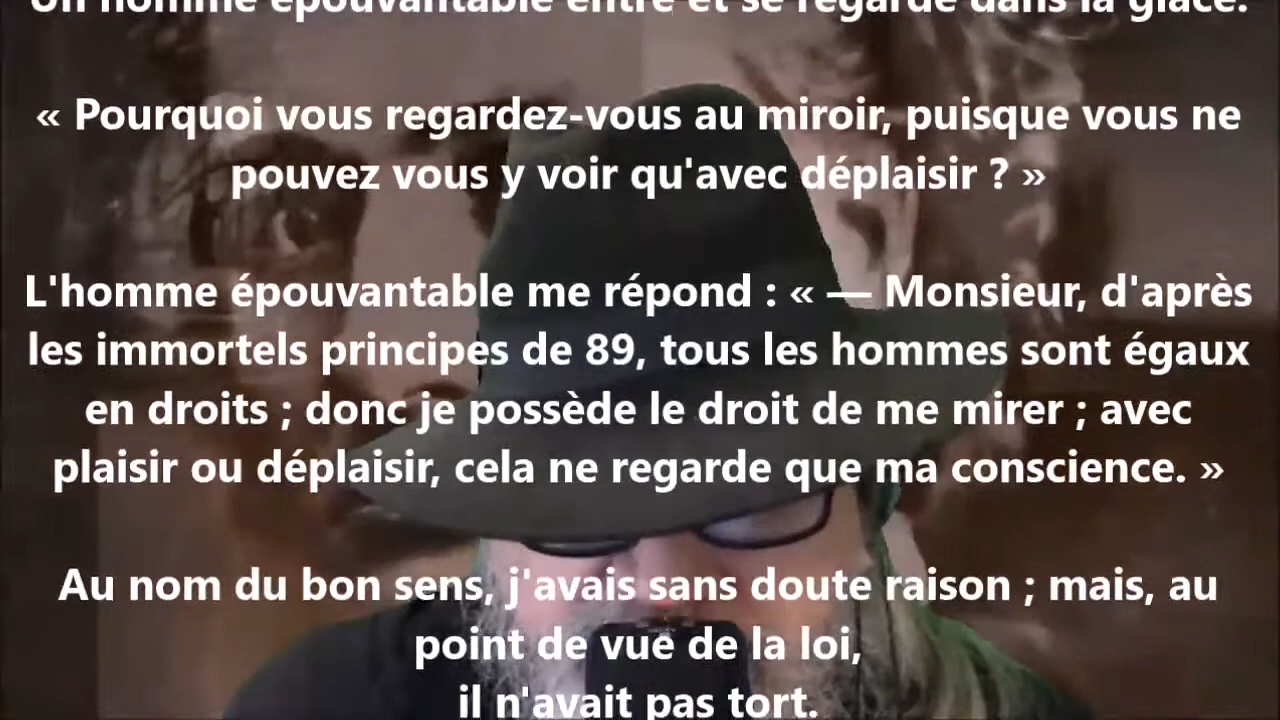 Un homme épouvantable entre et se regarde dans la glace.
« Pourquoi vous regardez-vous au miroir, puisque vous ne
pouvez vous y voir qu'avec déplaisir ? »
L'homme épouvantable me répond : « — Monsieur, d'après
les immortels principes de 89, tous les hommes sont égaux
en droits ; donc je possède le droit de me mirer ; avec
plaisir ou déplaisir, cela ne regarde que ma conscience. »
Au nom du bon sens, j'avais sans doute raison ; mais, au
point de vue de la loi,
il n'avait pas tort.